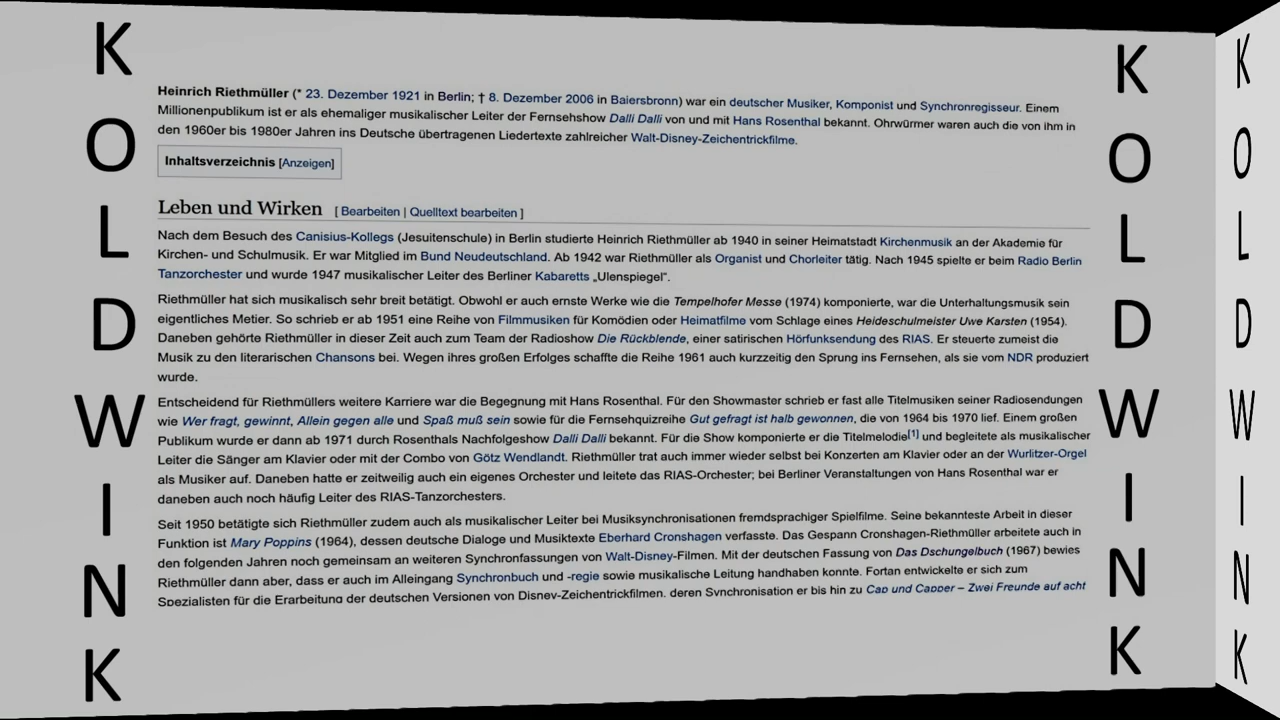 KOLDWINK
Heinrich Riethmüller (* 23. Dezember 1921 in Berlin; † 8. Dezember 2006 in Baiersbronn) war ein deutscher Musiker, Komponist und Synchronregisseur. Einem
Millionenpublikum ist er als ehemaliger musikalischer Leiter der Fernsehshow Dalli Dalli von und mit Hans Rosenthal bekannt. Ohrwürmer waren auch die von ihm in
den 1960er bis 1980er Jahren ins Deutsche übertragenen Liedertexte zahlreicher Walt-Disney-Zeichentrickfilme.
Inhaltsverzeichnis [Anzeigen]
Leben und Wirken [ Bearbeiten | Quelltext bearbeiten ]
Nach dem Besuch des Canisius-Kollegs (Jesuitenschule) in Berlin studierte Heinrich Riethmüller ab 1940 in seiner Heimatstadt Kirchenmusik an der Akademie für
Kirchen- und Schulmusik. Er war Mitglied im Bund Neudeutschland. Ab 1942 war Riethmüller als Organist und Chorleiter tätig. Nach 1945 spielte er beim Radio Berlin
Tanzorchester und wurde 1947 musikalischer Leiter des Berliner Kabaretts „Ulenspiegel“.
Riethmüller hat sich musikalisch sehr breit betätigt. Obwohl er auch ernste Werke wie die Tempelhofer Messe (1974) komponierte, war die Unterhaltungsmusik sein
eigentliches Metier. So schrieb er ab 1951 eine Reihe von Filmmusiken für Komödien oder Heimatfilme vom Schlage eines Heideschulmeister Uwe Karsten (1954).
Daneben gehörte Riethmüller in dieser Zeit auch zum Team der Radioshow Die Rückblende, einer satirischen Hörfunksendung des RIAS. Er steuerte zumeist die
Musik zu den literarischen Chansons bei. Wegen ihres großen Erfolges schaffte die Reihe 1961 auch kurzzeitig den Sprung ins Fernsehen, als sie vom NDR produziert
wurde.
Entscheidend für Riethmüllers weitere Karriere war die Begegnung mit Hans Rosenthal. Für den Showmaster schrieb er fast alle Titelmusiken seiner Radiosendungen
wie Wer fragt, gewinnt, Allein gegen alle und Spaß muß sein sowie für die Fernsehquizreihe Gut gefragt ist halb gewonnen, die von 1964 bis 1970 lief. Einem großen
Publikum wurde er dann ab 1971 durch Rosenthals Nachfolgeshow Dalli Dalli bekannt. Für die Show komponierte er die Titelmelodie[1] und begleitete als musikalischer
Leiter die Sänger am Klavier oder mit der Combo von Götz Wendlandt. Riethmüller trat auch immer wieder selbst bei Konzerten am Klavier oder an der Wurlitzer-Orgel
als Musiker auf. Daneben hatte er zeitweilig auch ein eigenes Orchester und leitete das RIAS-Orchester; bei Berliner Veranstaltungen von Hans Rosenthal war er
daneben auch noch häufig Leiter des RIAS-Tanzorchesters.
Seit 1950 betätigte sich Riethmüller zudem auch als musikalischer Leiter bei Musiksynchronisationen fremdsprachiger Spielfilme. Seine bekannteste Arbeit in dieser
Funktion ist Mary Poppins (1964), dessen deutsche Dialoge und Musiktexte Eberhard Cronshagen verfasste. Das Gespann Cronshagen-Riethmüller arbeitete auch in
den folgenden Jahren noch gemeinsam an weiteren Synchronfassungen von Walt-Disney-Filmen. Mit der deutschen Fassung von Das Dschungelbuch (1967) bewies
Riethmüller dann aber, dass er auch im Alleingang Synchronbuch und -regie sowie musikalische Leitung handhaben konnte. Fortan entwickelte er sich zum
Spezialisten für die Erarbeitung der deutschen Versionen von Disney-Zeichentrickfilmen, deren Synchronisation er bis hin zu Cap und Capper – Zwei Freunde auf acht
KOLDWINK
KOLDWINK